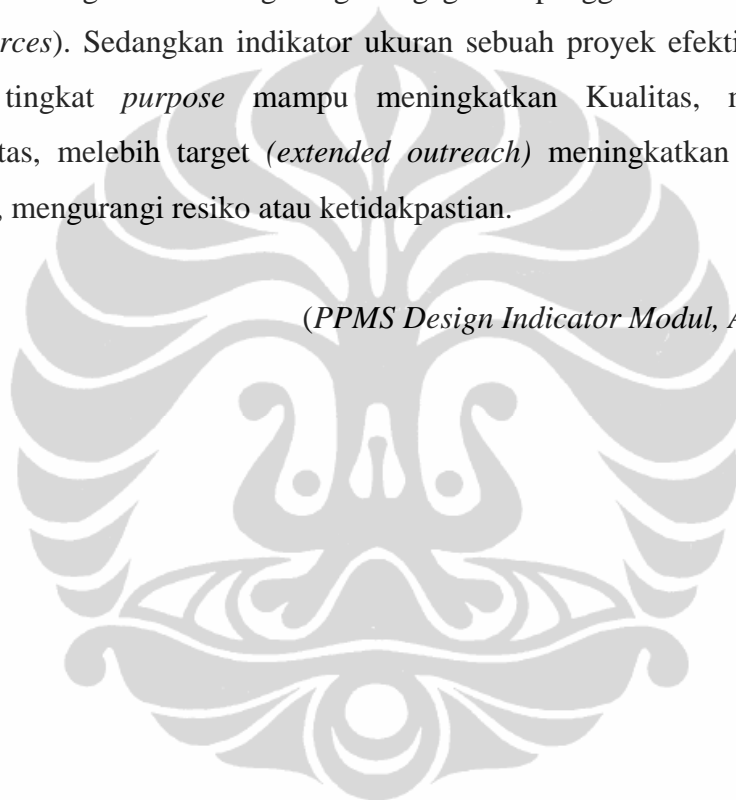 rces). Sedangkan indikator ukuran sebuah proyek efekti
tingkat purpose mampu meningkatkan Kualitas,
tas, melebih target (extended outreach) meningkatkan
, mengurangi resiko atau ketidakpastian.
(PPMS Design Indicator Modul, A